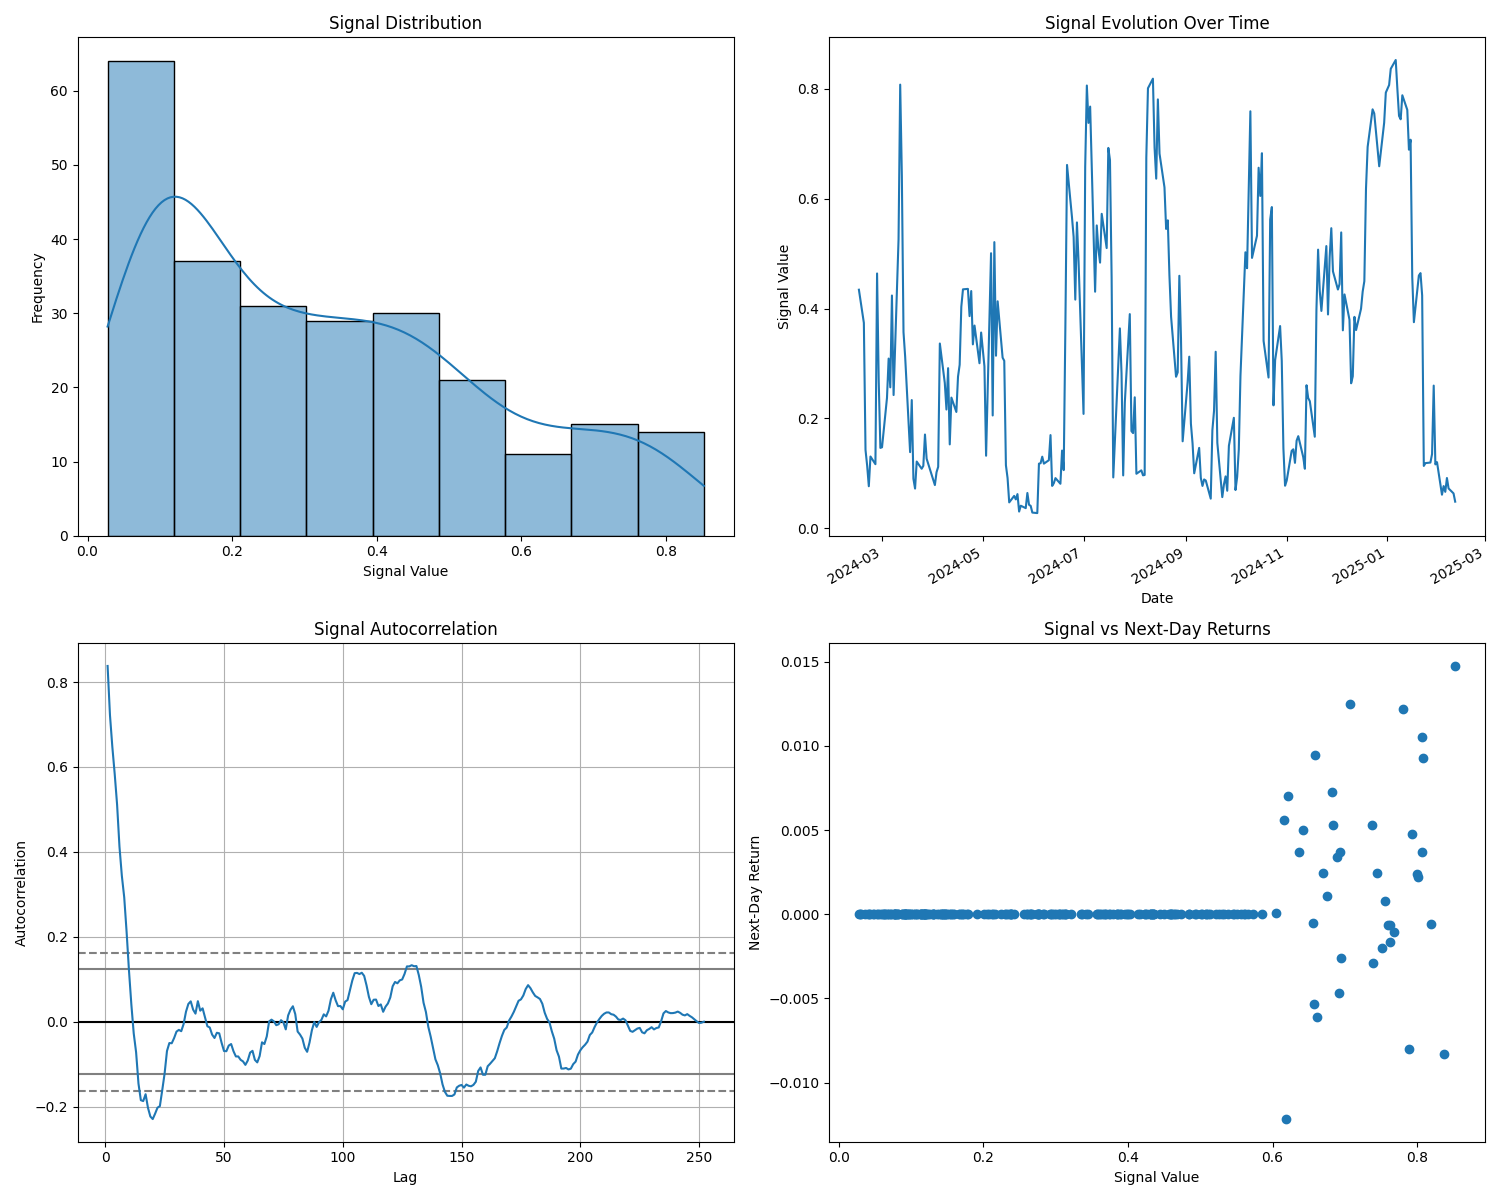 Signal Distribution
Frequency
60
50
40
30
20
10
0
0.0 0.2 0.4 0.6 0.8
Signal Value
Signal Evolution Over Time
Signal Value
0.8
0.6
0.4
0.2
0.0
2024-03 2024-05 2024-07 2024-09 2024-11 2025-01 2025-03
Date
Signal Autocorrelation
Autocorrelation
0.8
0.6
0.4
0.2
0.0
−0.2
0 50 100 150 200 250
Lag
Signal vs Next-Day Returns
Next-Day Return
0.015
0.010
0.005
0.000
−0.005
−0.010
0.0 0.2 0.4 0.6 0.8
Signal Value